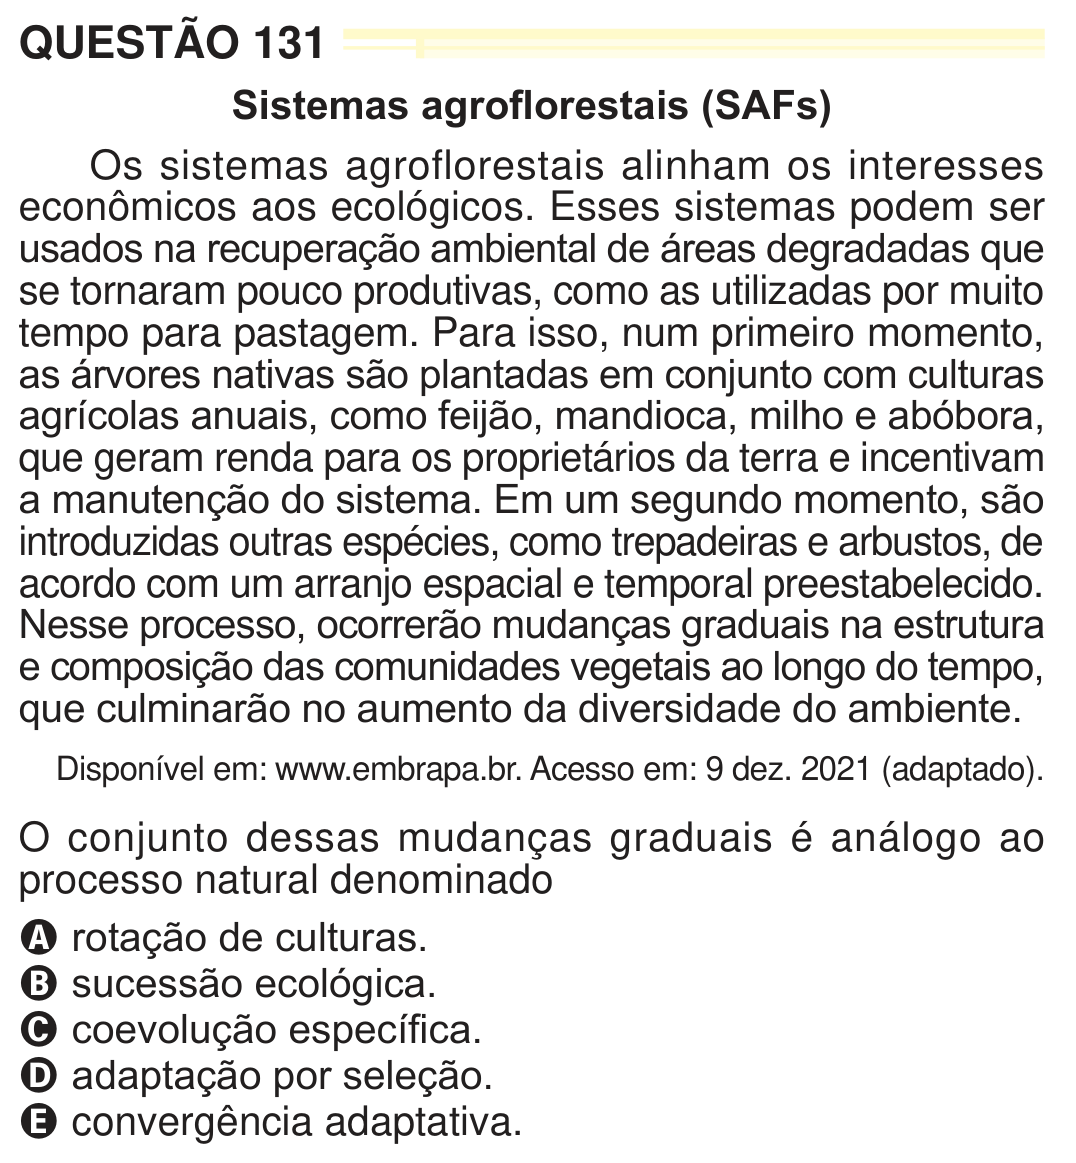 QUESTÃO 131
Sistemas agroflorestais (SAFs)
Os sistemas agroflorestais alinham os interesses
econômicos aos ecológicos. Esses sistemas podem ser
usados na recuperação ambiental de áreas degradadas que
se tornaram pouco produtivas, como as utilizadas por muito
tempo para pastagem. Para isso, num primeiro momento,
as árvores nativas são plantadas em conjunto com culturas
agrícolas anuais, como feijão, mandioca, milho e abóbora,
que geram renda para os proprietários da terra e incentivam
a manutenção do sistema. Em um segundo momento, são
introduzidas outras espécies, como trepadeiras e arbustos, de
acordo com um arranjo espacial e temporal preestabelecido.
Nesse processo, ocorrerão mudanças graduais na estrutura
e composição das comunidades vegetais ao longo do tempo,
que culminarão no aumento da diversidade do ambiente.
Disponível em: www.embrapa.br. Acesso em: 9 dez. 2021 (adaptado).
O conjunto dessas mudanças graduais é análogo ao
processo natural denominado
A rotação de culturas.
B sucessão ecológica.
C coevolução específica.
D adaptação por seleção.
E convergência adaptativa.